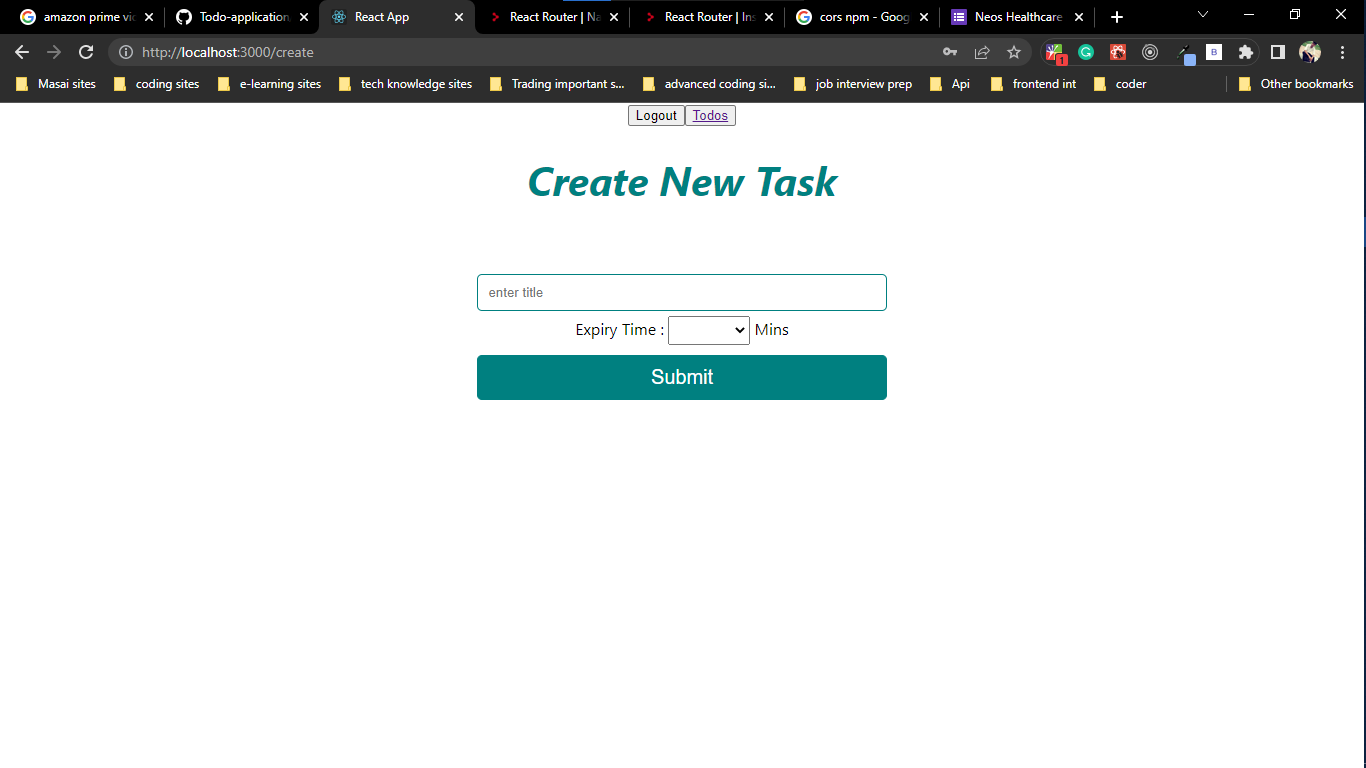 amazon prime vi
Todo-application
React App
React Router | Na
React Router | Ins
cors npm - Goog
Neos Healthcare
http://localhost:3000/create
1
B
Masai sites
coding sites
e-learning sites
tech knowledge sites
Trading important s...
advanced coding si...
job interview prep
Api
frontend int
coder
Other bookmarks
Logout
Todos
Create New Task
enter title
Expiry Time : Mins
Submit